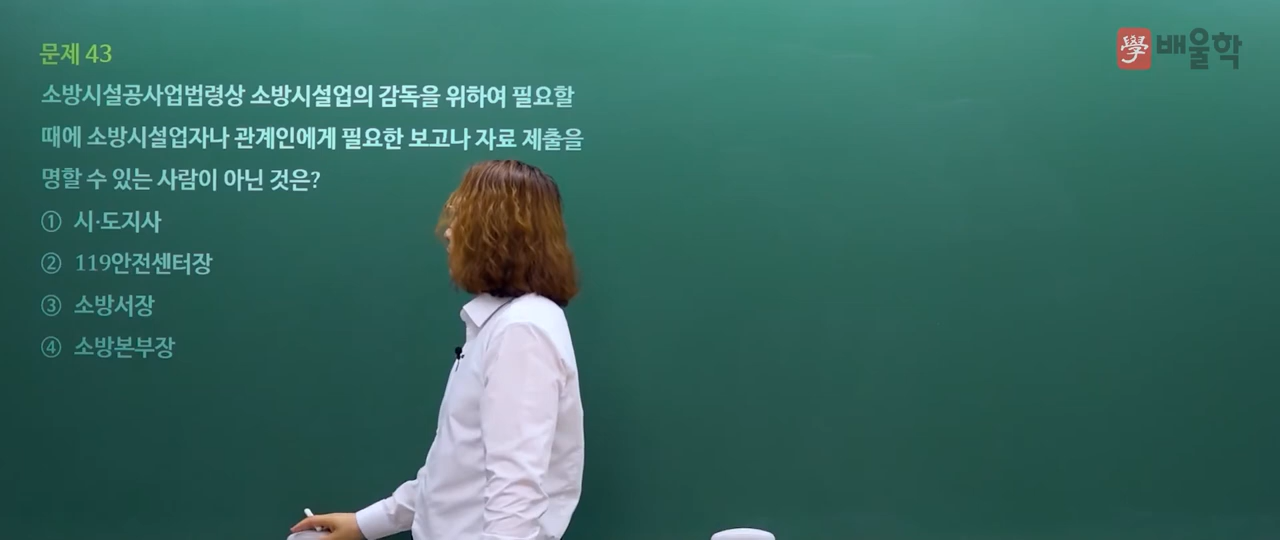 문제 43
學 배울학
소방시설공사업법령상 소방시설업의 감독을 위하여 필요할
때에 소방시설업자나 관계인에게 필요한 보고나 자료 제출을
명할 수 있는 사람이 아닌 것은?
① 시·도지사
② 119안전센터장
③ 소방서장
④ 소방본부장